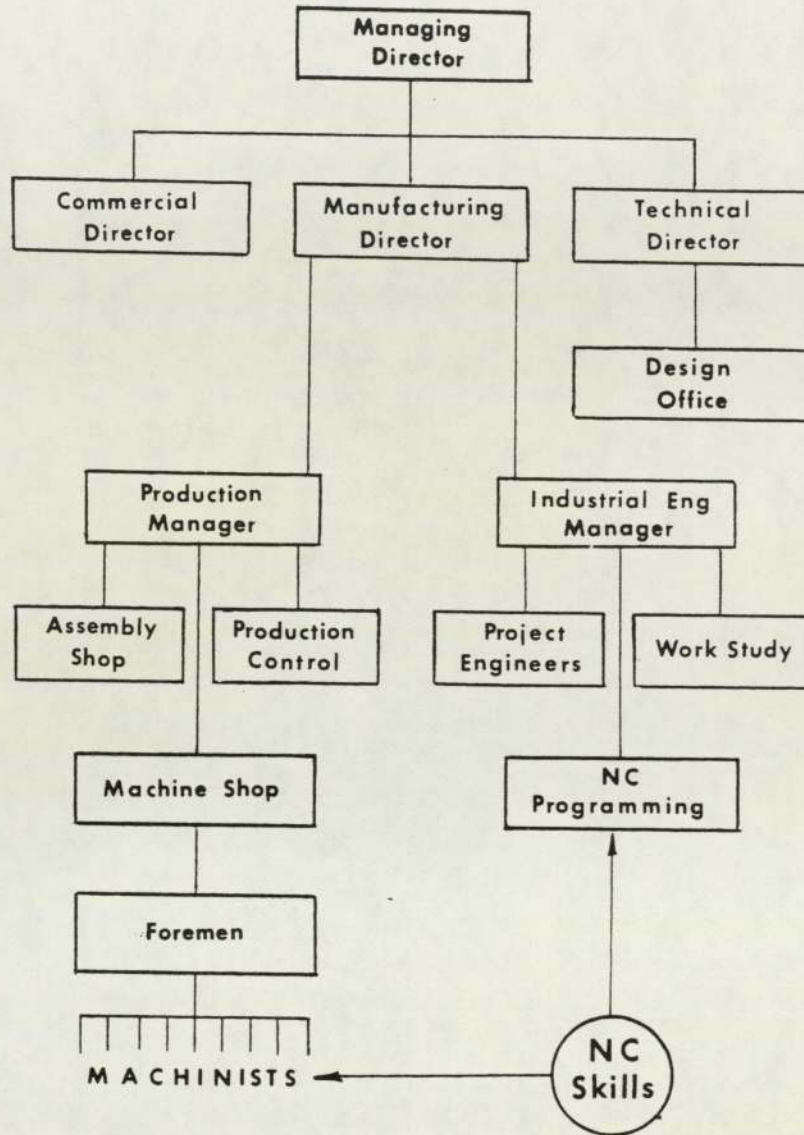 Managing
Director
Commercial
Director
Manufacturing
Director
Technical
Director
Design
Office
Production
Manager
Industrial Eng
Manager
Assembly
Shop
Production
Control
Project
Engineers
Work Study
Machine Shop
NC
Programming
Foremen
MACHINISTS
NC
Skills